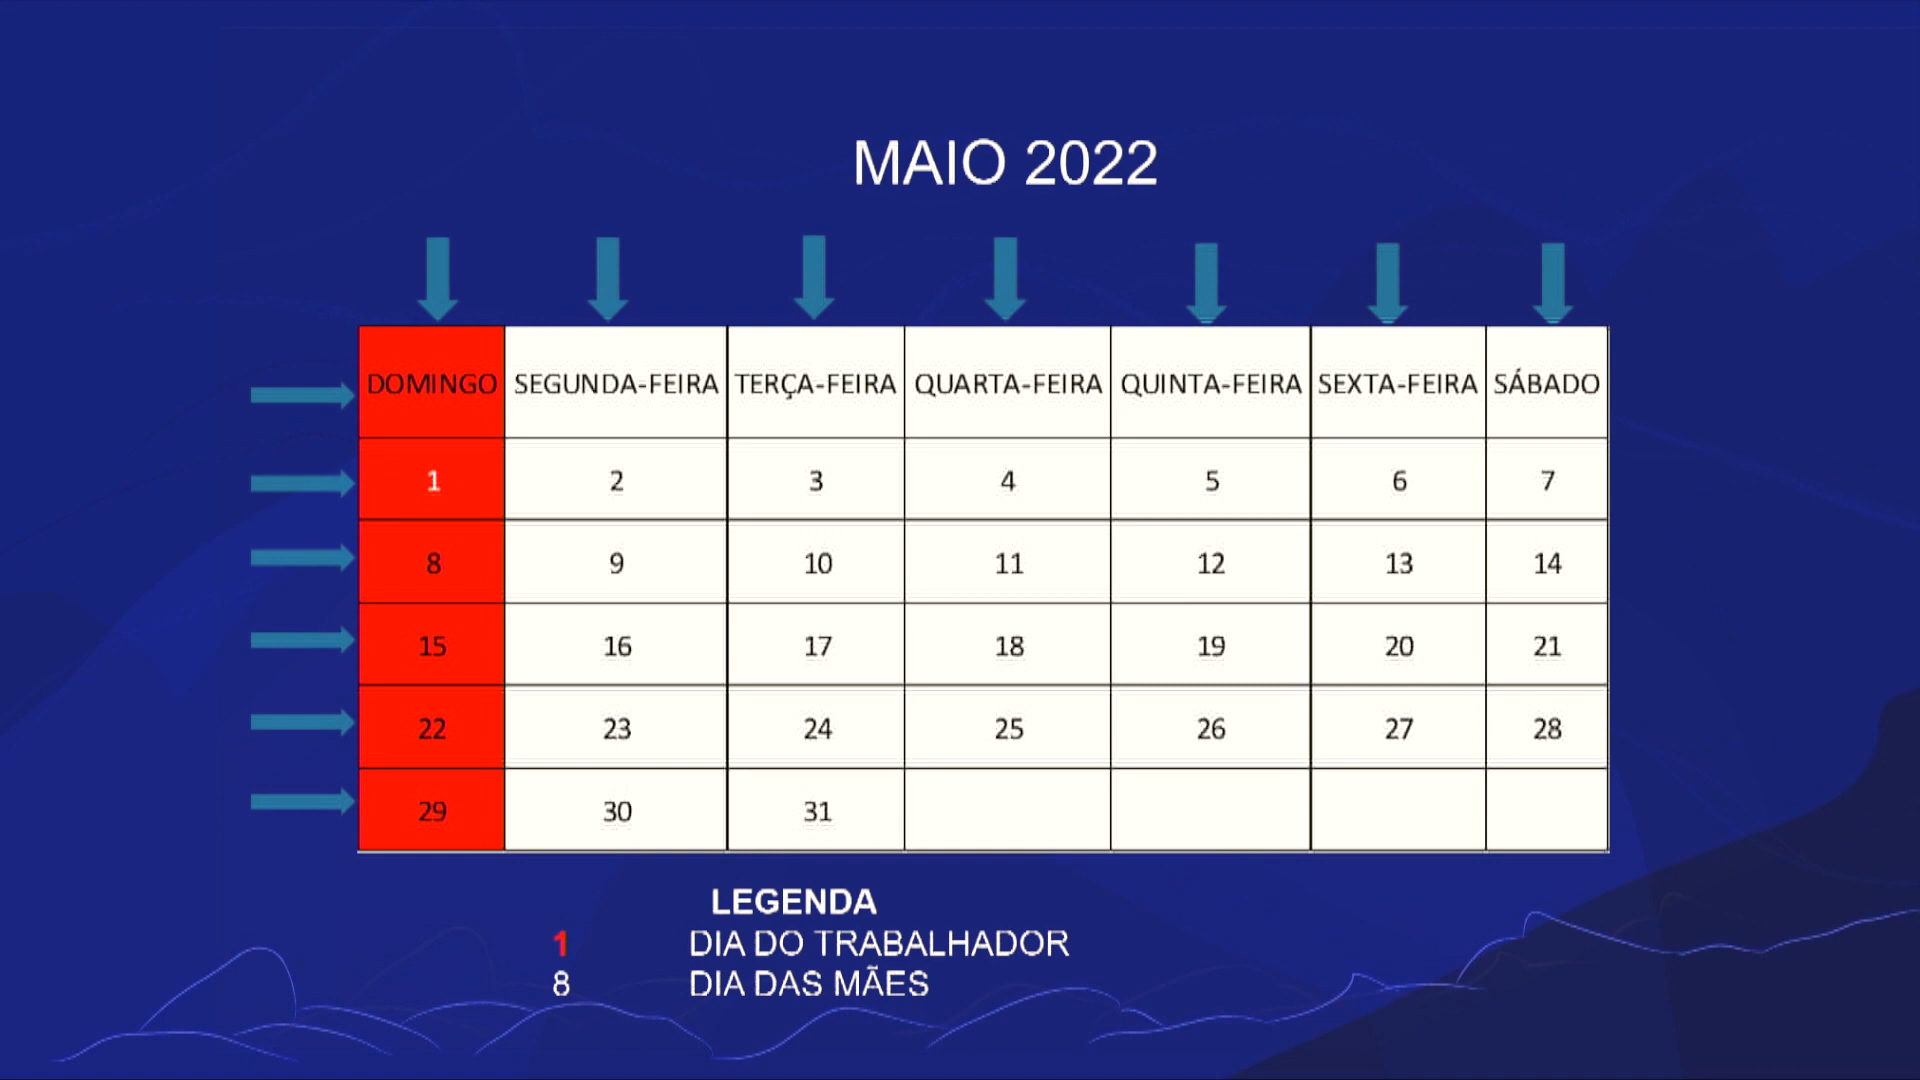 MAIO 2022
DOMINGO SEGUNDA-FEIRA TERÇA-FEIRA QUARTA-FEIRA QUINTA-FEIRA SEXTA-FEIRA SÁBADO
1 2 3 4 5 6 7
8 9 10 11 12 13 14
15 16 17 18 19 20 21
22 23 24 25 26 27 28
29 30 31
LEGENDA
1 DIA DO TRABALHADOR
8 DIA DAS MÃES